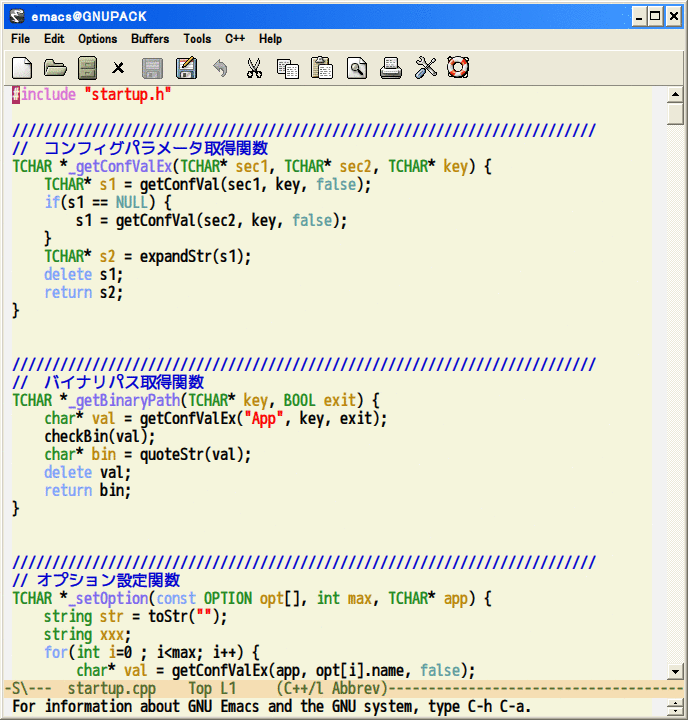 emacs@GNUPACK
File Edit Options Buffers Tools C++ Help
#include "startup.h"
/////////////////////////////////////////////////////////////////////////
// コンフィグパラメータ取得関数
TCHAR *_getConfValEx(TCHAR* sec1, TCHAR* sec2, TCHAR* key) {
TCHAR* s1 = getConfVal(sec1, key, false);
if(s1 == NULL) {
s1 = getConfVal(sec2, key, false);
}
TCHAR* s2 = expandStr(s1);
delete s1;
return s2;
}
/////////////////////////////////////////////////////////////////////////
// バイナリパス取得関数
TCHAR *_getBinaryPath(TCHAR* key, BOOL exit) {
char* val = getConfValEx("App", key, exit);
checkBin(val);
char* bin = quoteStr(val);
delete val;
return bin;
}
/////////////////////////////////////////////////////////////////////////
// オプション設定関数
TCHAR *_setOption(const OPTION opt[], int max, TCHAR* app) {
string str = toStr("");
string xxx;
for(int i=0 ; i<max; i++) {
char* val = getConfValEx(app, opt[i].name, false);
-S\--- startup.cpp Top L1 (C++/l Abbrev)-------------------------------------
For information about GNU Emacs and the GNU system, type C-h C-a.